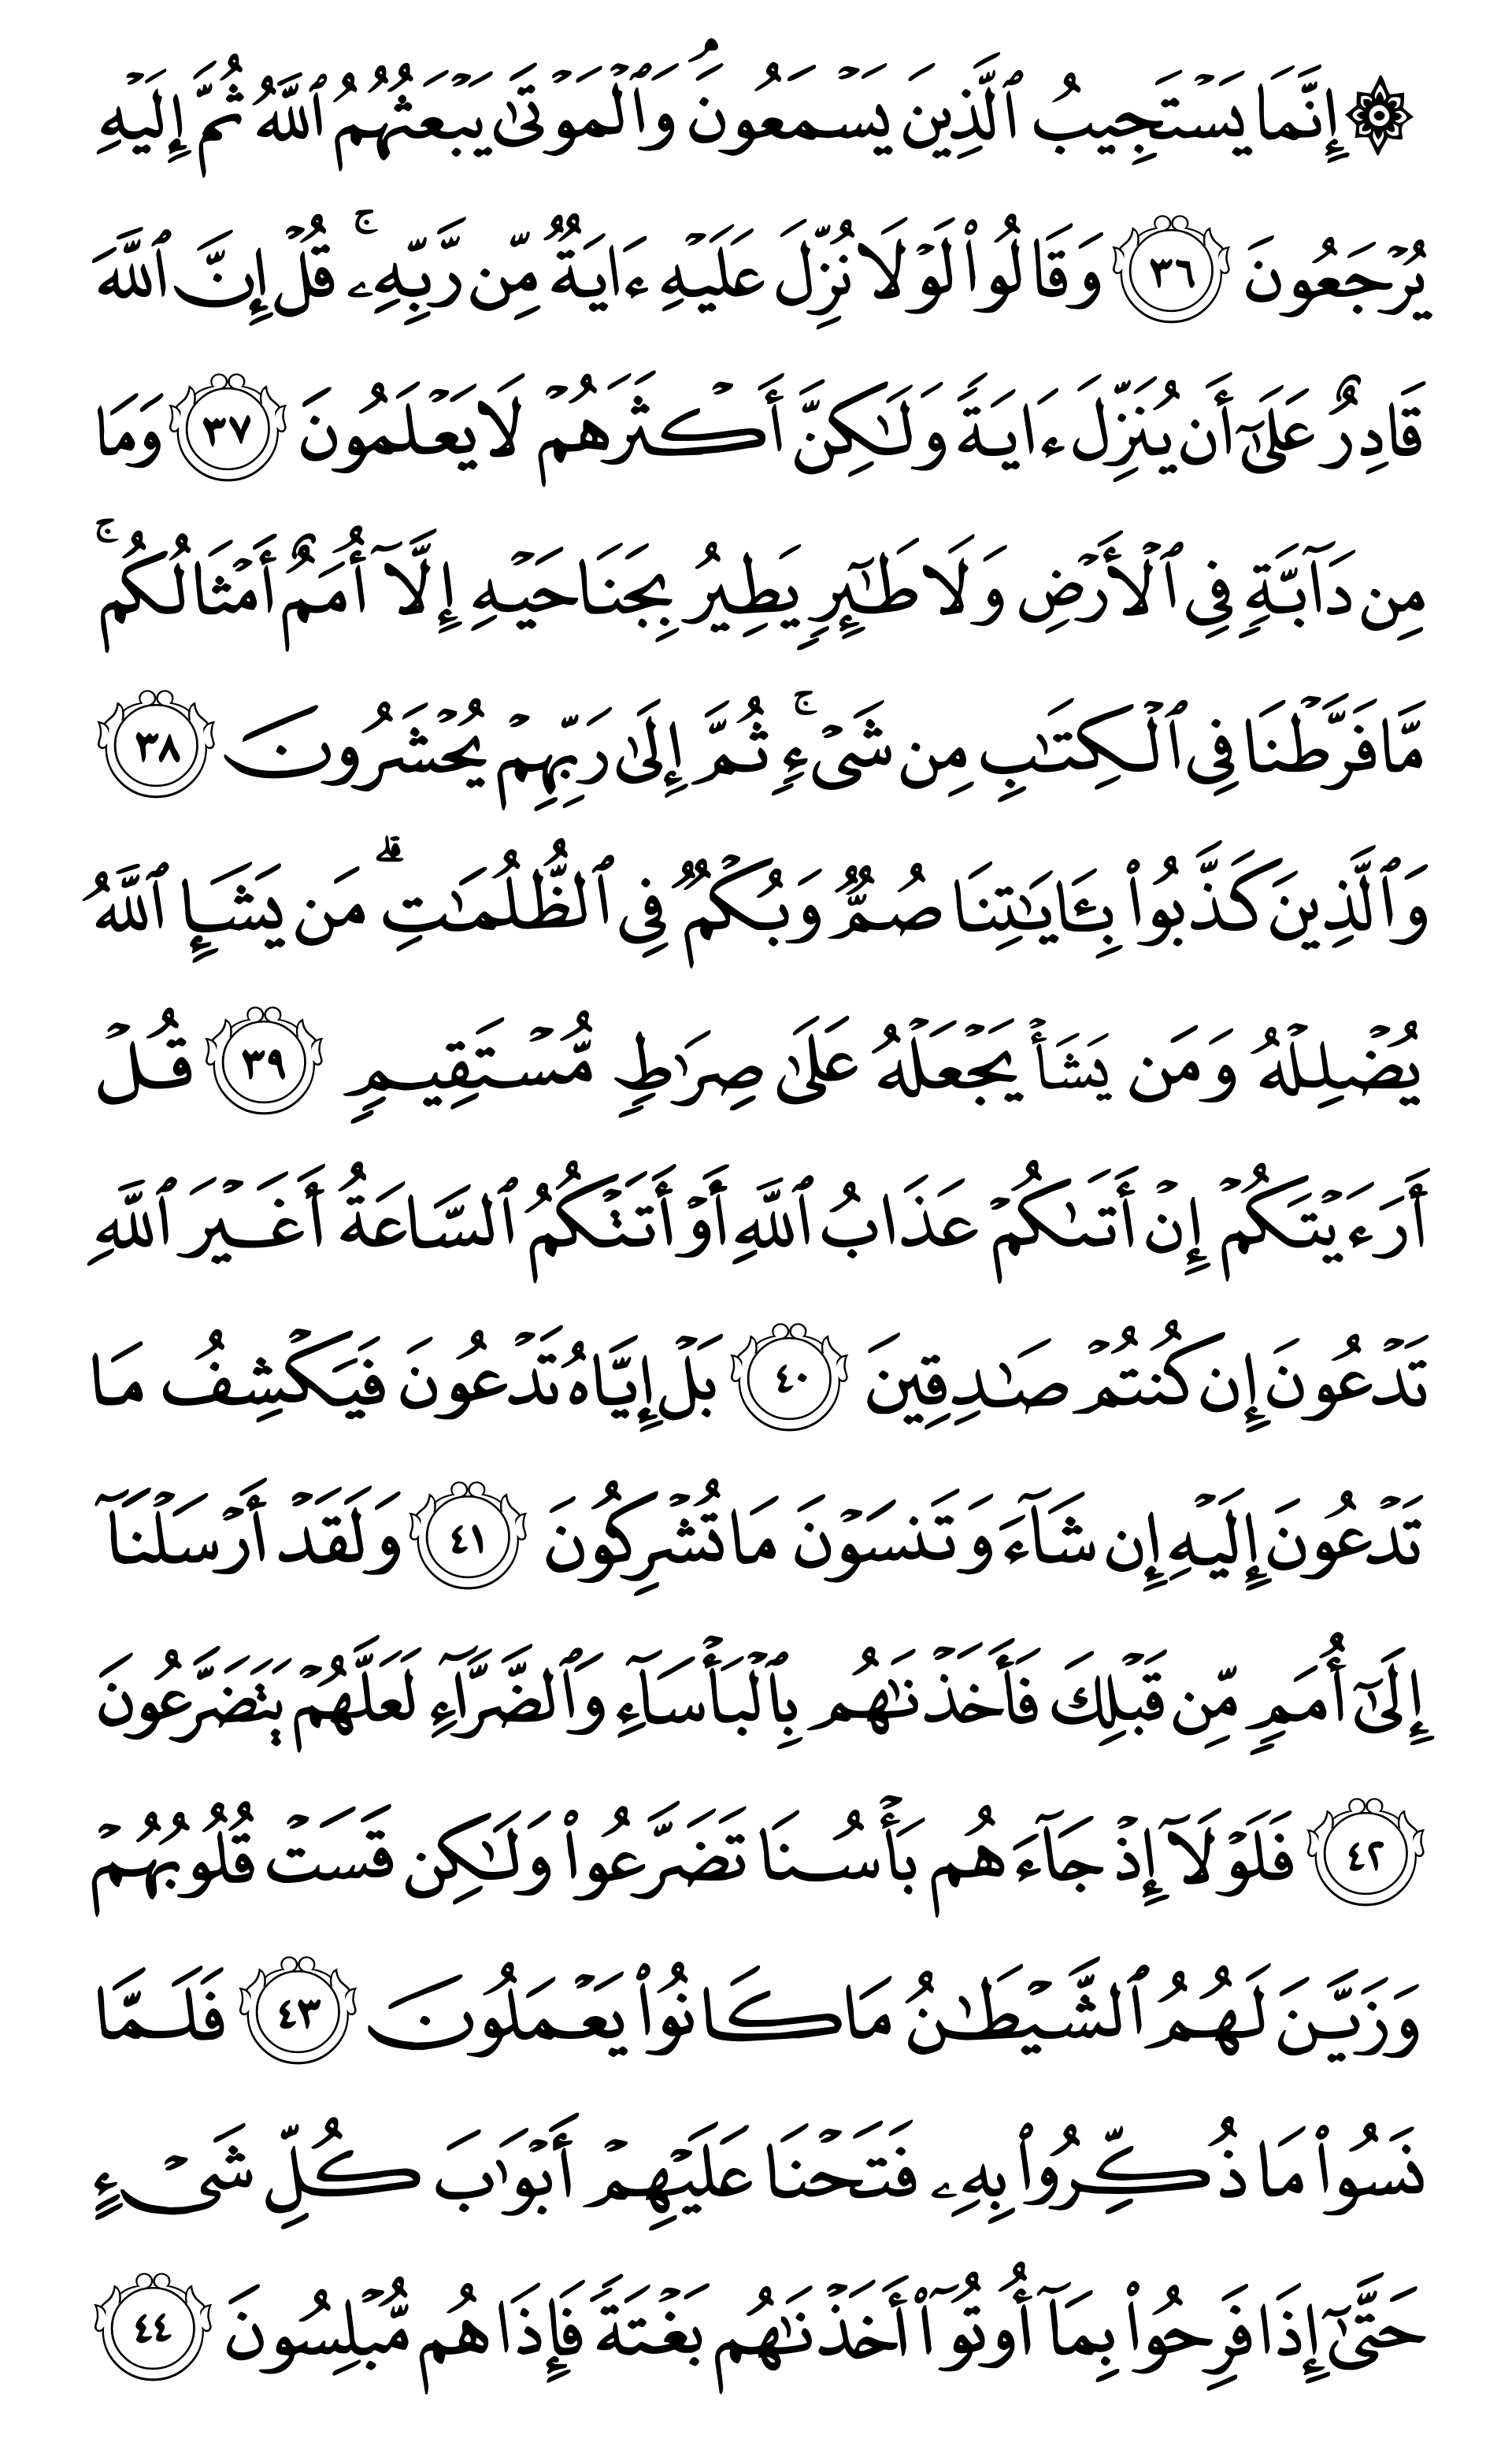 ۞ إِنَّمَا يَسۡتَجِيبُ ٱلَّذِينَ يَسۡمَعُونَۘ وَٱلۡمَوۡتَىٰ يَبۡعَثُهُمُ ٱللَّهُ ثُمَّ إِلَيۡهِ
يُرۡجَعُونَ ٣٦ وَقَالُواْ لَوۡلَا نُزِّلَ عَلَيۡهِ ءَايَةٞ مِّن رَّبِّهِۦۚ قُلۡ إِنَّ ٱللَّهَ
قَادِرٌ عَلَىٰٓ أَن يُنَزِّلَ ءَايَةٗ وَلَٰكِنَّ أَكۡثَرَهُمۡ لَا يَعۡلَمُونَ ٣٧ وَمَا
مِن دَآبَّةٖ فِي ٱلۡأَرۡضِ وَلَا طَٰٓئِرٖ يَطِيرُ بِجَنَاحَيۡهِ إِلَّآ أُمَمٌ أَمۡثَالُكُمۚ
مَّا فَرَّطۡنَا فِي ٱلۡكِتَٰبِ مِن شَيۡءٖۚ ثُمَّ إِلَىٰ رَبِّهِمۡ يُحۡشَرُونَ ٣٨
وَٱلَّذِينَ كَذَّبُواْ بِـَٔايَٰتِنَا صُمّٞ وَبُكۡمٞ فِي ٱلظُّلُمَٰتِۗ مَن يَشَإِ ٱللَّهُ
يُضۡلِلۡهُ وَمَن يَشَأۡ يَجۡعَلۡهُ عَلَىٰ صِرَٰطٖ مُّسۡتَقِيمٖ ٣٩ قُلۡ
أَرَءَيۡتَكُمۡ إِنۡ أَتَىٰكُمۡ عَذَابُ ٱللَّهِ أَوۡ أَتَتۡكُمُ ٱلسَّاعَةُ أَغَيۡرَ ٱللَّهِ
تَدۡعُونَ إِن كُنتُمۡ صَٰدِقِينَ ٤٠ بَلۡ إِيَّاهُ تَدۡعُونَ فَيَكۡشِفُ مَا
تَدۡعُونَ إِلَيۡهِ إِن شَآءَ وَتَنسَوۡنَ مَا تُشۡرِكُونَ ٤١ وَلَقَدۡ أَرۡسَلۡنَآ
إِلَىٰٓ أُمَمٖ مِّن قَبۡلِكَ فَأَخَذۡنَٰهُم بِٱلۡبَأۡسَآءِ وَٱلضَّرَّآءِ لَعَلَّهُمۡ يَتَضَرَّعُونَ
٤٢ فَلَوۡلَآ إِذۡ جَآءَهُم بَأۡسُنَا تَضَرَّعُواْ وَلَٰكِن قَسَتۡ قُلُوبُهُمۡ
وَزَيَّنَ لَهُمُ ٱلشَّيۡطَٰنُ مَا كَانُواْ يَعۡمَلُونَ ٤٣ فَلَمَّا
نَسُواْ مَا ذُكِّرُواْ بِهِۦ فَتَحۡنَا عَلَيۡهِمۡ أَبۡوَٰبَ كُلِّ شَيۡءٍ
حَتَّىٰٓ إِذَا فَرِحُواْ بِمَآ أُوتُوٓاْ أَخَذۡنَٰهُم بَغۡتَةٗ فَإِذَا هُم مُّبۡلِسُونَ ٤٤